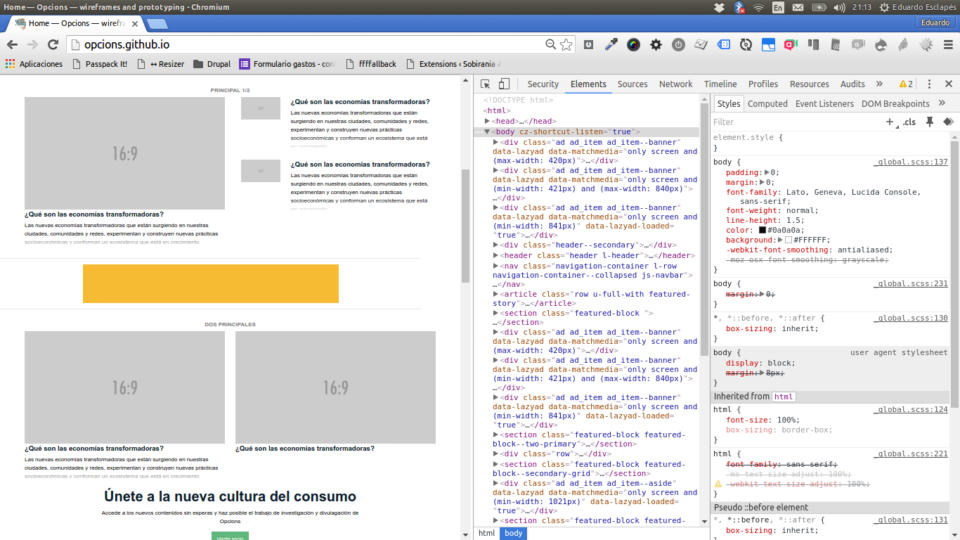 Home — Opcions — wireframes and prototyping - Chromium
En
21:13
Eduardo Esclapés
Home — Opcions — wirefr
Eduardo
opcions.github.io
Aplicaciones
Passpack It!
↔ Resizer
Drupal
Formulario gastos - con
ffffallback
Extensions ‹ Sobirania
PRINCIPAL 1/3
16:9
¿Qué son las economías transformadoras?
Las nuevas economías transformadoras que están surgiendo en nuestras ciudades, comunidades y redes,
experimentan y construyen nuevas prácticas
socioeconómicas y conforman un ecosistema que está
en crecimiento
¿Qué son las economías transformadoras?
Las nuevas economías transformadoras que están
surgiendo en nuestras ciudades, comunidades y redes,
experimentan y construyen nuevas prácticas
socioeconómicas y conforman un ecosistema que está
¿Qué son las economías transformadoras?
Las nuevas economías transformadoras que están surgiendo en nuestras
ciudades, comunidades y redes, experimentan y construyen nuevas prácticas
socioeconómicas y conforman un ecosistema que está en crecimiento
DOS PRINCIPALES
16:9
16:9
¿Qué son las economías transformadoras?
¿Qué son las economías transformadoras?
Las nuevas economías transformadoras que están surgiendo en nuestras
ciudades, comunidades y redes, experimentan y construyen nuevas prácticas
Únete a la nueva cultura del consumo
Accede a los nuevos contenidos sin esperas y haz posible el trabajo de investigación y divulgación de
Opcions
Security Elements Sources Network Timeline Profiles Resources Audits » 2
<!DOCTYPE html>
<html>
<head>…</head>
<body cz-shortcut-listen="true">
<div class="ad ad_item ad_item--banner"
data-lazyad data-matchmedia="only screen and
(max-width: 420px)">…</div>
<div class="ad ad_item ad_item--banner"
data-lazyad data-matchmedia="only screen and
(min-width: 421px) and (max-width: 840px)">
…</div>
<div class="ad ad_item ad_item--banner"
data-lazyad data-matchmedia="only screen and
(min-width: 841px)" data-lazyad-loaded=
"true">…</div>
<div class="header--secondary">…</div>
<header class="header l-header">…</header>
<nav class="navigation-container l-row
navigation-container--collapsed js-navbar">
…</nav>
<article class="row u-full-with featured-
story">…</article>
<section class="featured-block ">
…</section>
<div class="ad ad_item ad_item--banner"
data-lazyad data-matchmedia="only screen and
(max-width: 420px)">…</div>
<div class="ad ad_item ad_item--banner"
data-lazyad data-matchmedia="only screen and
(min-width: 421px) and (max-width: 840px)">
…</div>
<div class="ad ad_item ad_item--banner"
data-lazyad data-matchmedia="only screen and
(min-width: 841px)" data-lazyad-loaded=
"true">…</div>
<section class="featured-block featured-
block--two-primary">…</section>
<div class="row">…</div>
<section class="featured-block featured-
block--secondary-grid">…</section>
<div class="ad ad_item ad_item--aside"
data-lazyad data-matchmedia="only screen and
(min-width: 1021px)" data-lazyad-loaded=
"true">…</div>
<section class="featured-block featured-
html body
Styles Computed Event Listeners DOM Breakpoints »
Filter + .cls
element.style {
}
body { _global.scss:137
padding: 0;
margin: 0;
font-family: Lato, Geneva, Lucida Console,
sans-serif;
font-weight: normal;
line-height: 1.5;
color: #0a0a0a;
background: #FFFFFF;
-webkit-font-smoothing: antialiased;
-moz-osx-font-smoothing: grayscale;
}
body { _global.scss:231
margin: 0;
}
*, *::before, *::after { _global.scss:130
box-sizing: inherit;
}
body { user agent stylesheet
display: block;
margin: 8px;
}
Inherited from html
html { _global.scss:124
font-size: 100%;
box-sizing: border-box;
}
html { _global.scss:221
font-family: sans-serif;
-ms-text-size-adjust: 100%;
-webkit-text-size-adjust: 100%;
}
Pseudo ::before element
*, *::before, *::after { _global.scss:131
box-sizing: inherit;